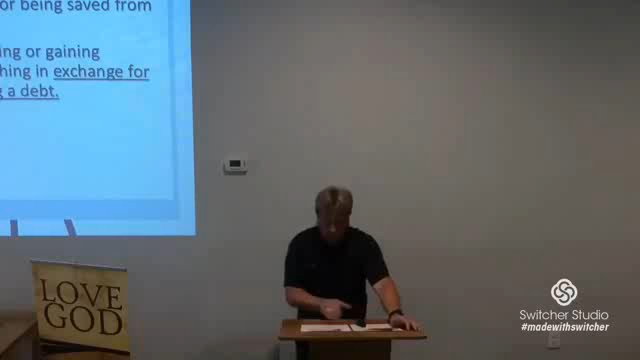 or being saved from
ing or gaining
hing in exchange for
g a debt.
LOVE
GOD
Switcher Studio
#madewithswitcher